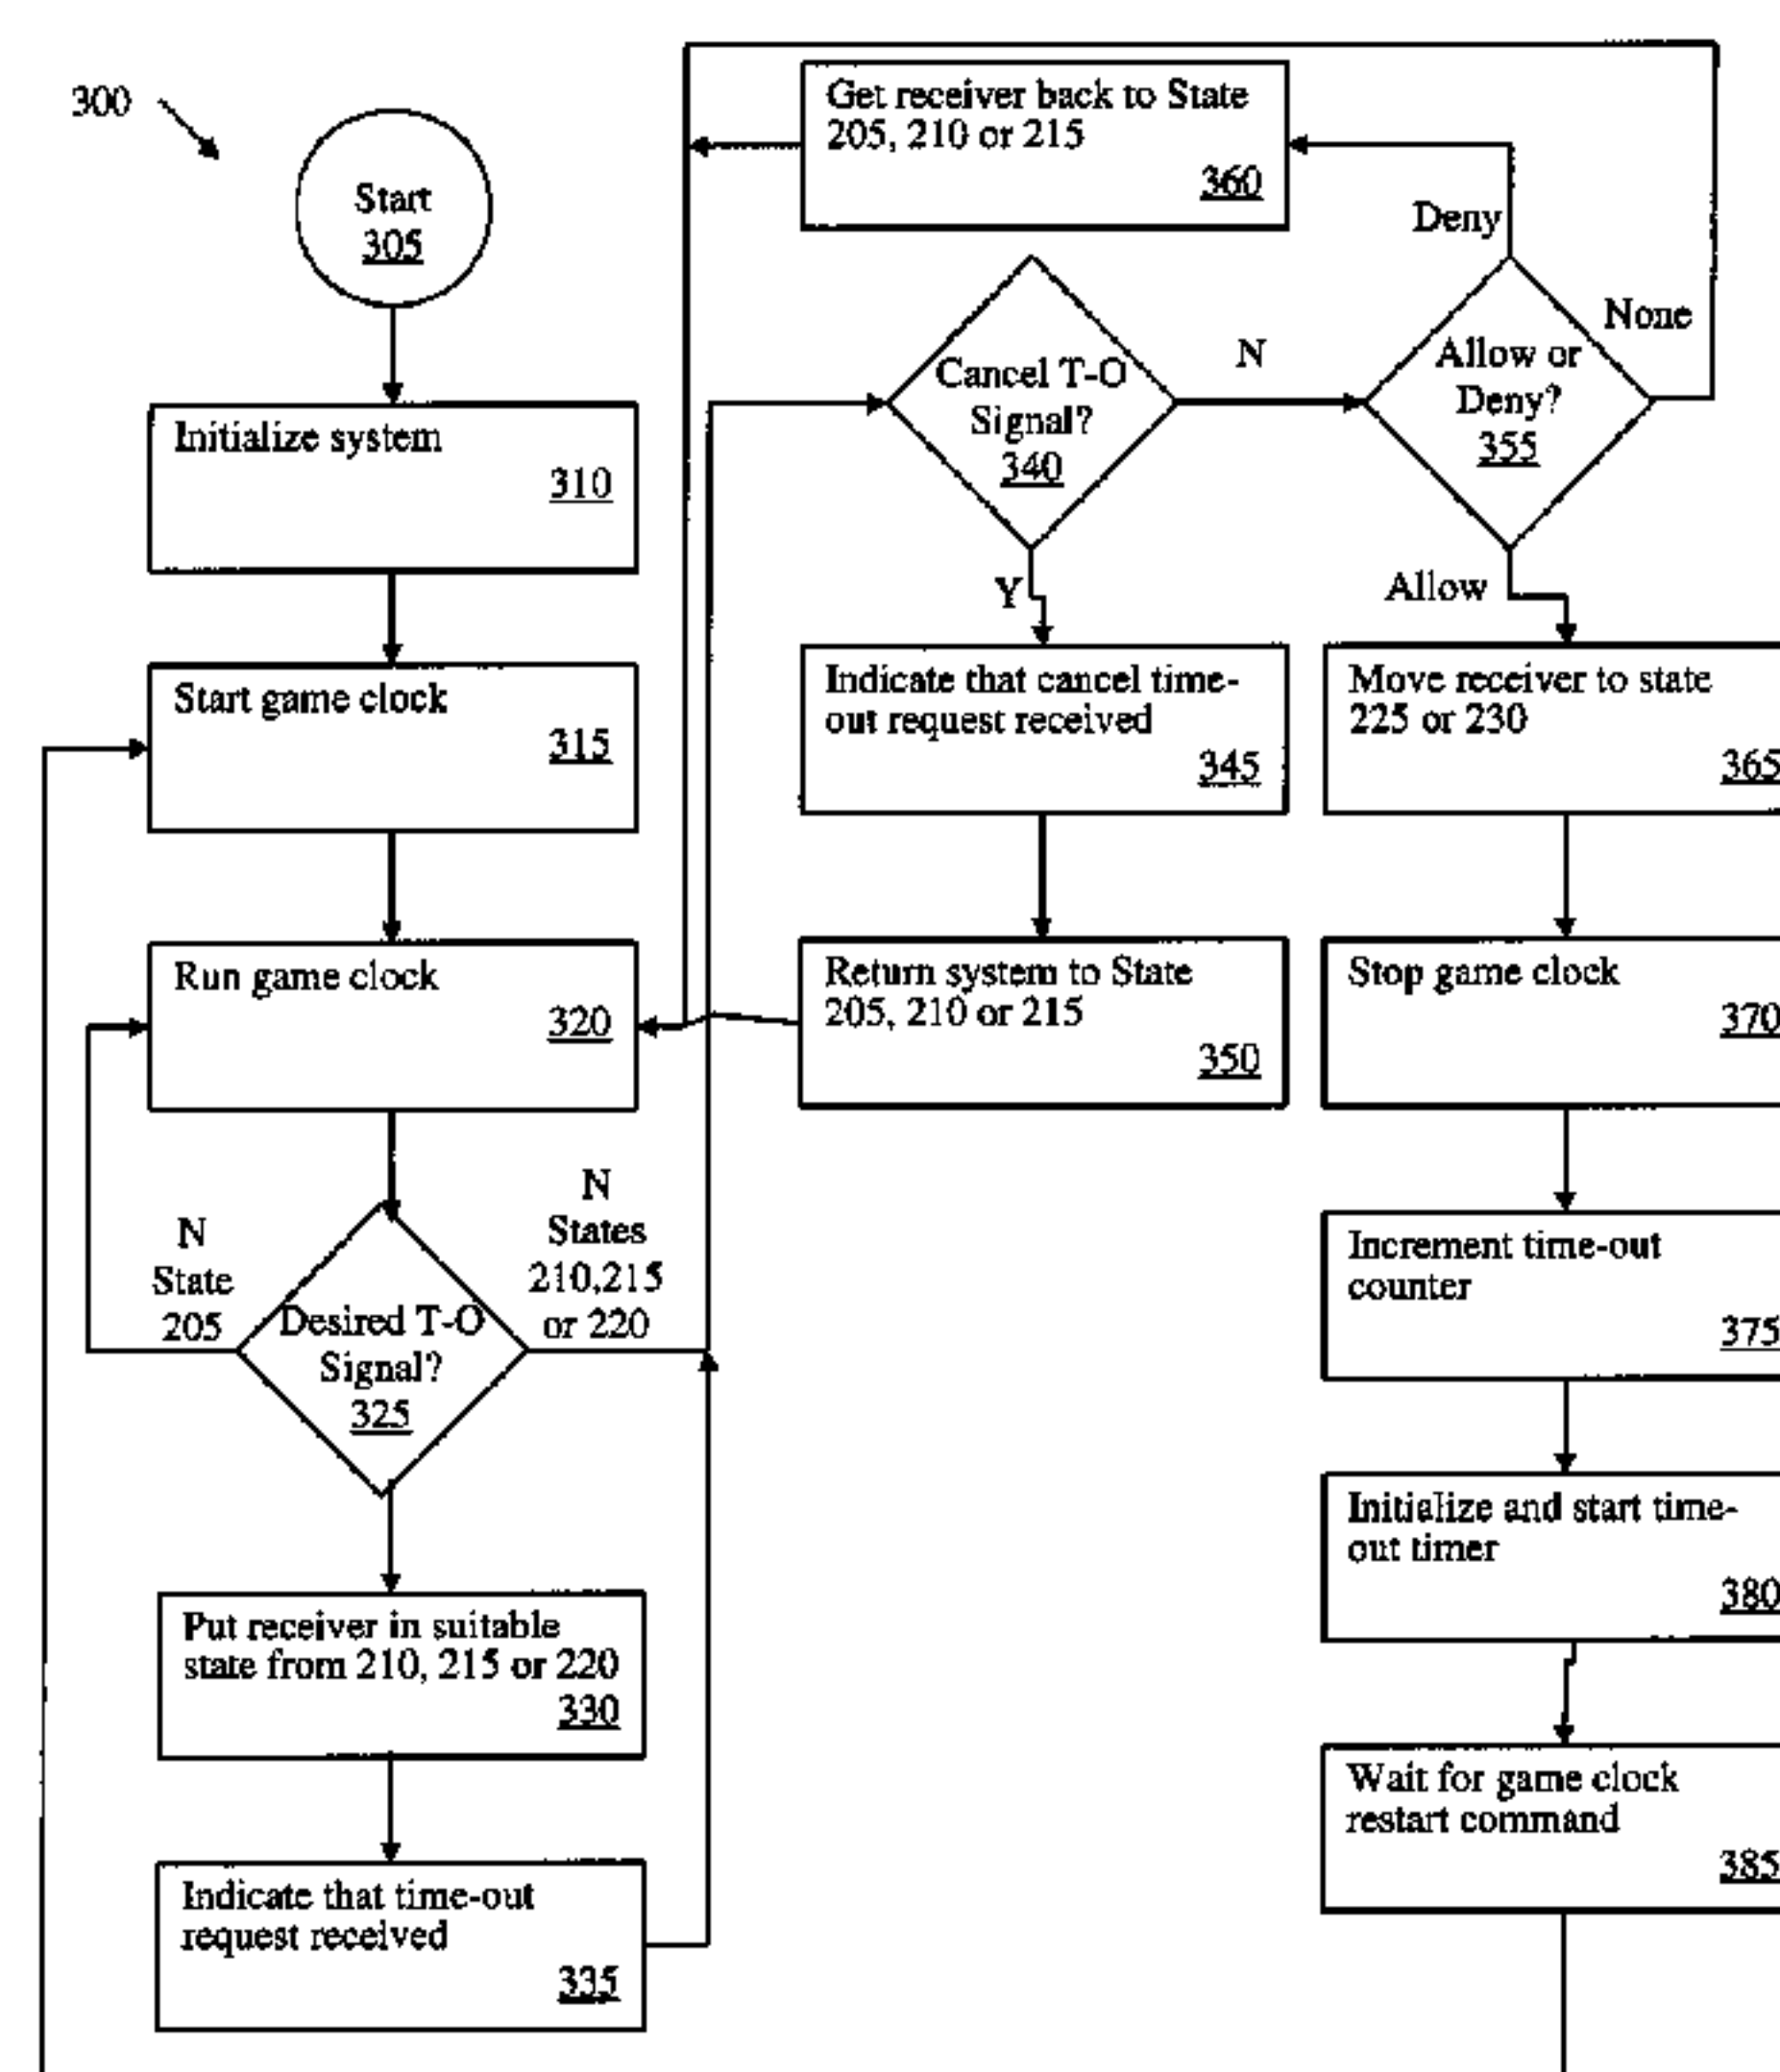 300
Start
305
Initialize system
310
Start game clock
315
Run game clock
320
N
State
205
N
States
210,215
or 220
Desired T-O
Signal?
325
Put receiver in suitable
state from 210, 215 or 220
330
Indicate that time-out
request received
335
Get receiver back to State
205, 210 or 215
360
Deny
None
Cancel T-O
Signal?
340
N
Allow or
Deny?
355
Y
Allow
Indicate that cancel time-
out request received
345
Return system to State
205, 210 or 215
350
Move receiver to state
225 or 230
365
Stop game clock
370
Increment time-out
counter
375
Initialize and start time-
out timer
380
Wait for game clock
restart command
385